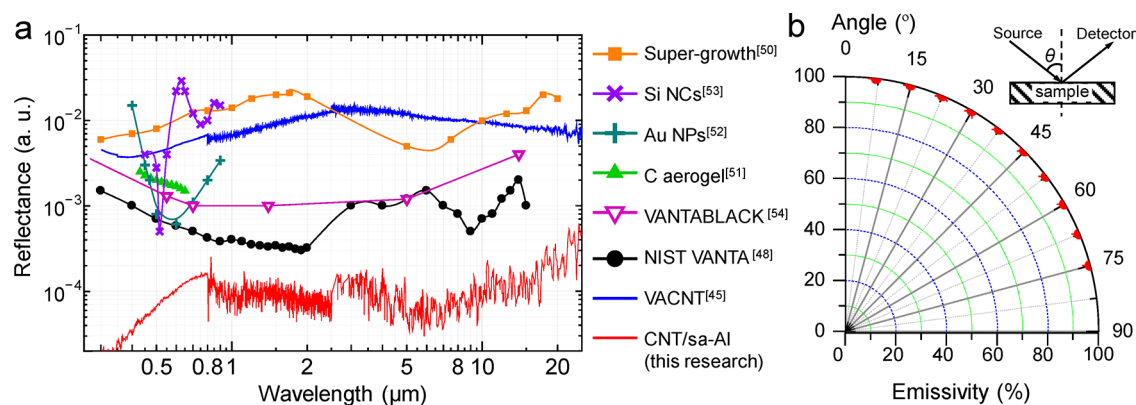 a
Reflectance (a. u.)
10⁻¹
10⁻²
10⁻³
10⁻⁴
0.5
0.8
1
2
5
8
10
20
Wavelength (µm)
Super-growth[50]
Si NCs[53]
Au NPs[52]
C aerogel[51]
VANTABLACK[54]
NIST VANTA[48]
VACNT[45]
CNT/sa-Al
(this research)
b
Angle (º)
0
15
30
45
60
75
90
100
80
60
40
20
0
0
20
40
60
80
100
Emissivity (%)
Source
Detector
θ
sample